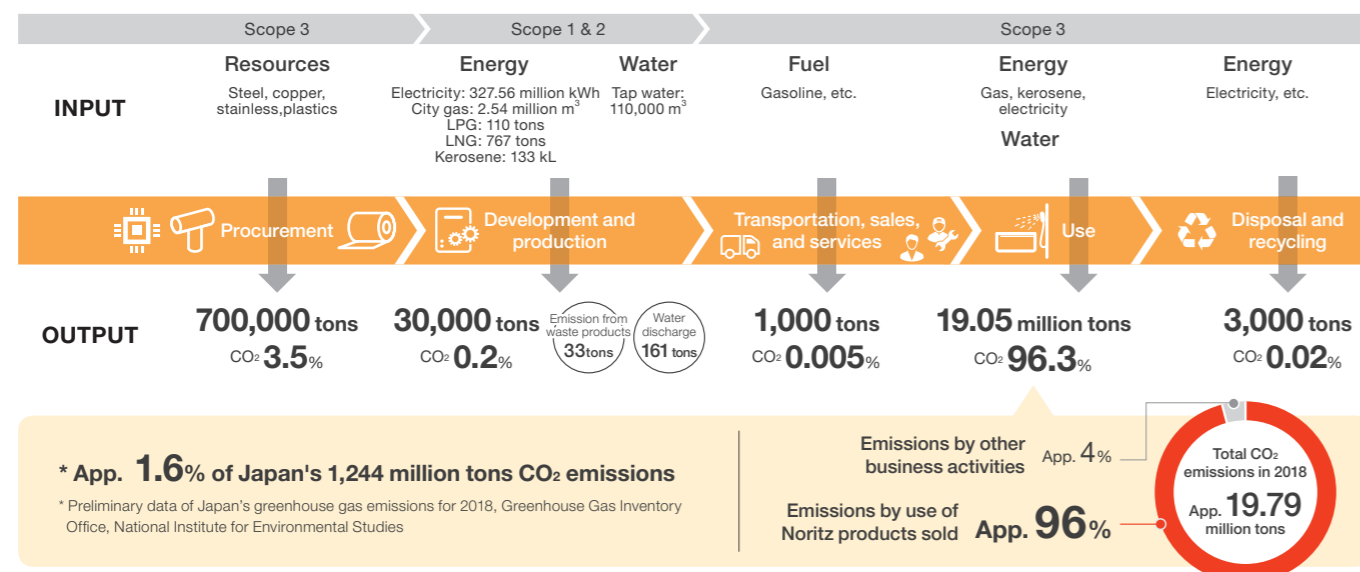 Scope 3
Scope 1 & 2
Scope 3
INPUT
Resources
Steel, copper,
stainless,plastics
Energy
Electricity: 327.56 million kWh
City gas: 2.54 million m³
LPG: 110 tons
LNG: 767 tons
Kerosene: 133 kL
Water
Tap water:
110,000 m³
Fuel
Gasoline, etc.
Energy
Gas, kerosene,
electricity
Water
Energy
Electricity, etc.
Procurement
Development and
production
Transportation, sales,
and services
Use
Disposal and
recycling
OUTPUT
700,000 tons
CO₂ 3.5%
30,000 tons
CO₂ 0.2%
Emission from
waste products
33tons
Water
discharge
161 tons
1,000 tons
CO₂ 0.005%
19.05 million tons
CO₂ 96.3%
3,000 tons
CO₂ 0.02%
* App. 1.6% of Japan's 1,244 million tons CO₂ emissions
* Preliminary data of Japan's greenhouse gas emissions for 2018, Greenhouse Gas Inventory
Office, National Institute for Environmental Studies
Emissions by other
business activities
App. 4%
Emissions by use of
Noritz products sold
App. 96%
Total CO₂
emissions in 2018
App. 19.79
million tons